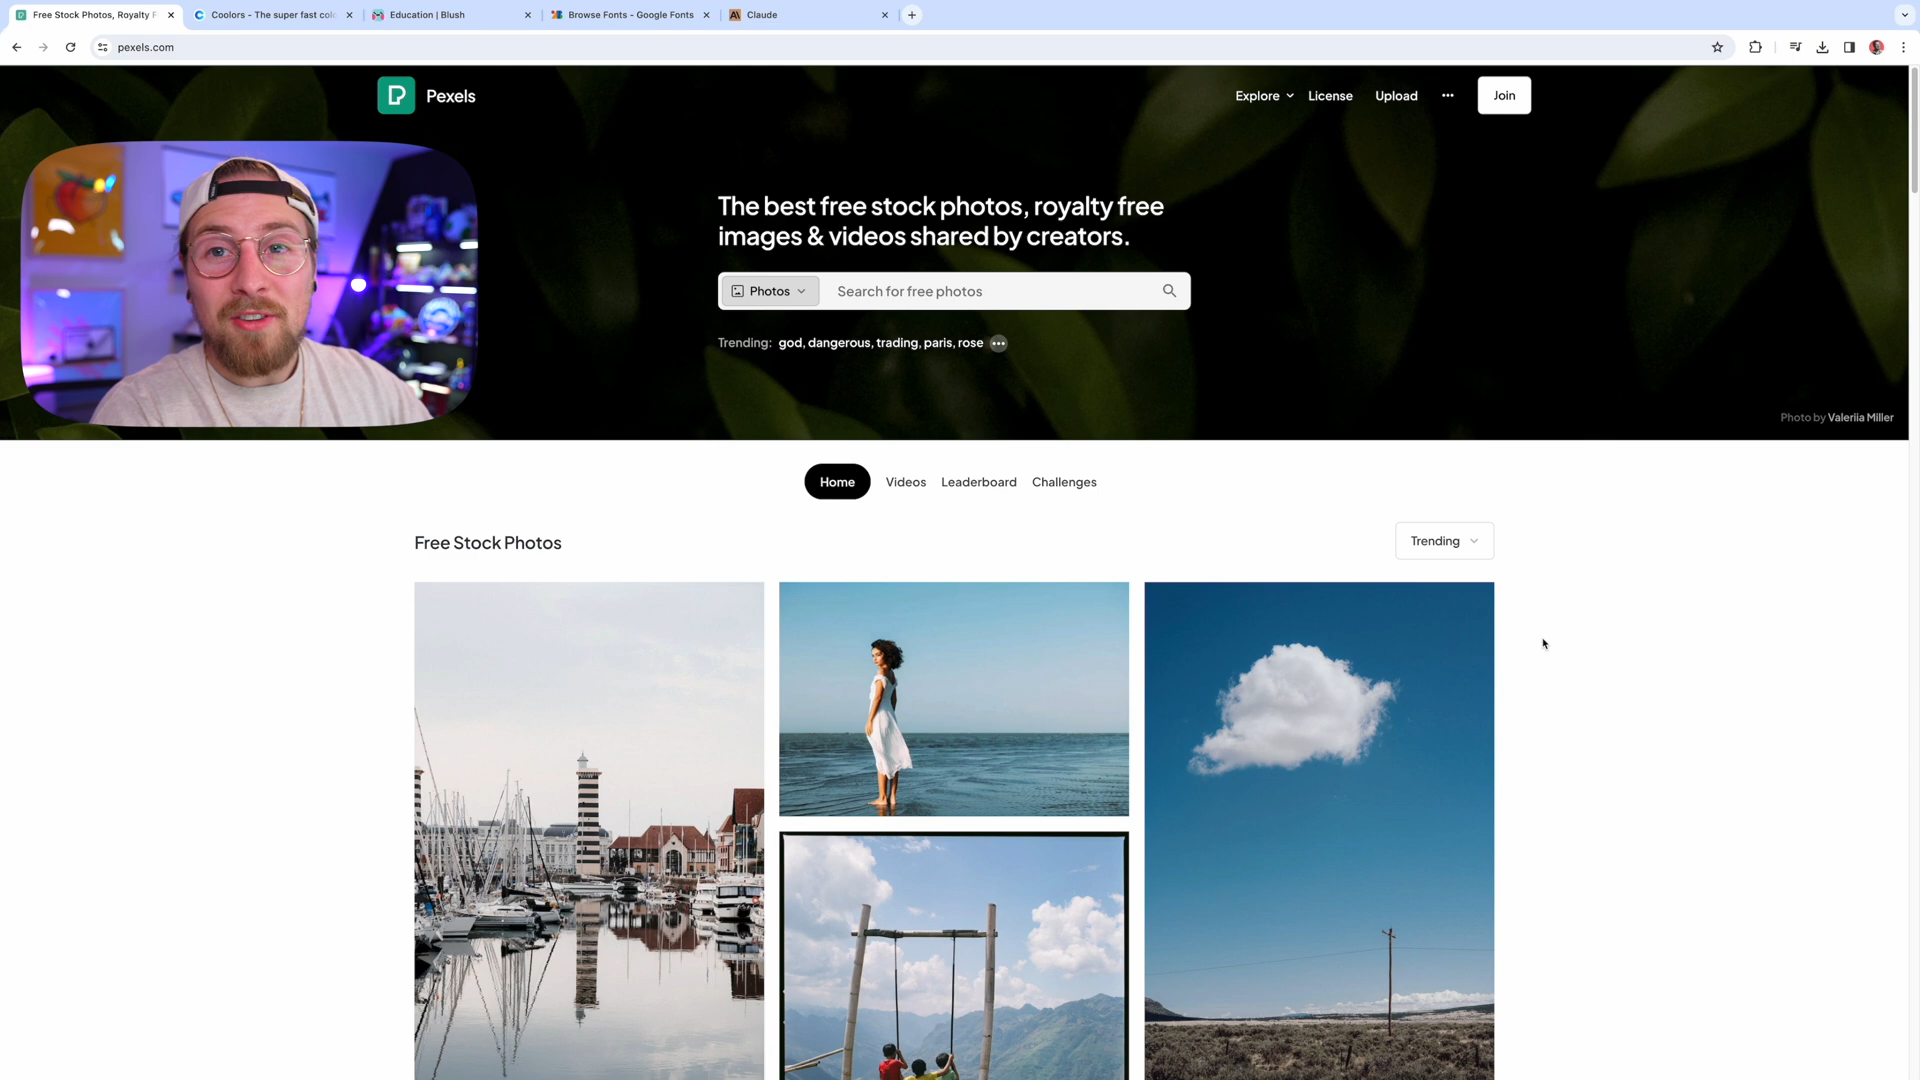 Free Stock Photos, Royalty F
Coolors - The super fast colo
Education | Blush
Browse Fonts - Google Fonts
Claude
pexels.com
Pexels
Explore
License
Upload
Join
The best free stock photos, royalty free
images & videos shared by creators.
Photos
Search for free photos
Trending: god, dangerous, trading, paris, rose
Photo by Valeriia Miller
Home
Videos
Leaderboard
Challenges
Free Stock Photos
Trending